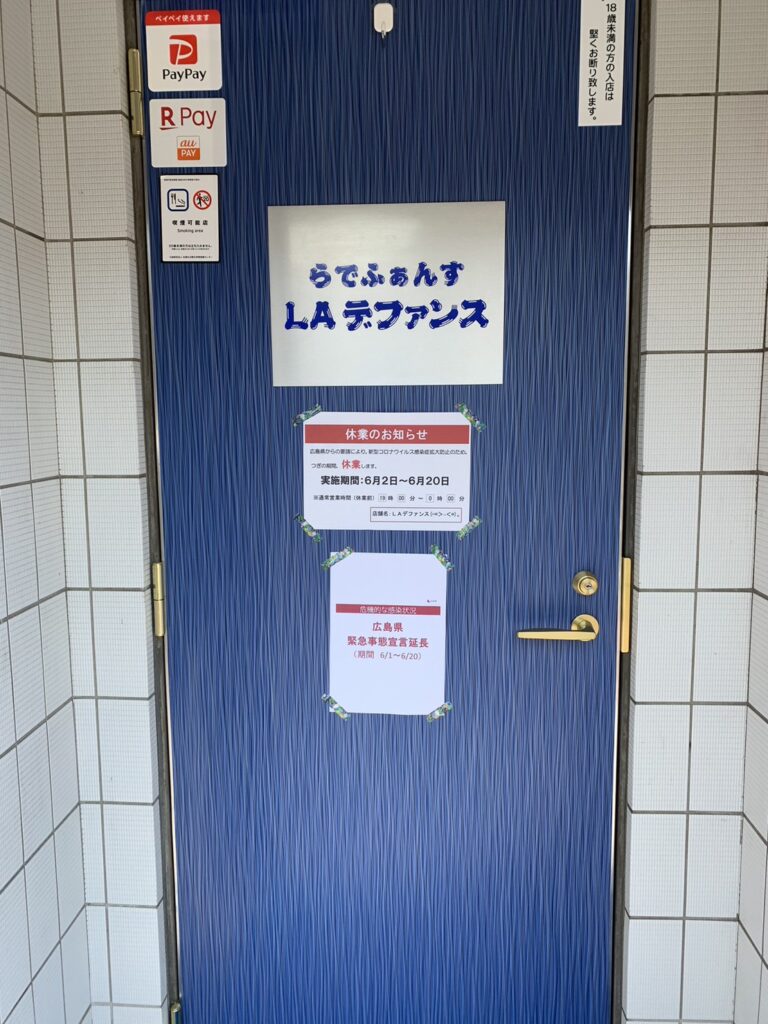 ペイペイ使えます
PayPay
R Pay
au
PAY
喫煙可能店
Smoking area
18歳未満の方の入店は
堅くお断り致します。
らでふぁんす
LAデファンス
休業のお知らせ
広島県からの要請により、新型コロナウイルス感染症拡大防止のため、
つぎの期間、休業します。
実施期間：6月2日〜6月20日
※通常営業時間（休業前） 19 時 00 分 〜 0 時 00 分
店舗名：LAデファンス
危機的な感染状況
広島県
緊急事態宣言延長
（期間 6/1〜6/20）